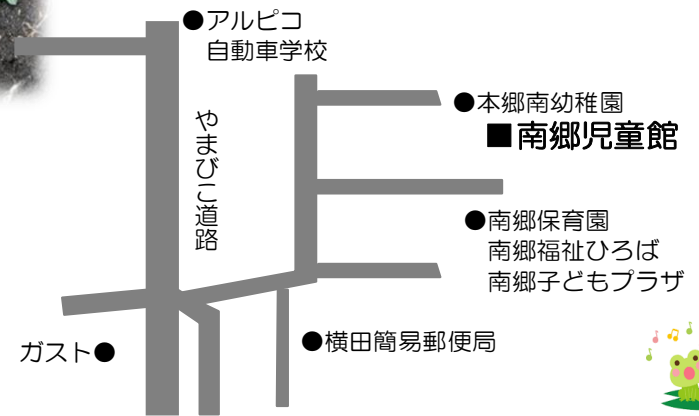 ●アルピコ
自動車学校
●本郷南幼稚園
■南郷児童館
やまびこ道路
●南郷保育園
南郷福祉ひろば
南郷子どもプラザ
●横田簡易郵便局
ガスト●